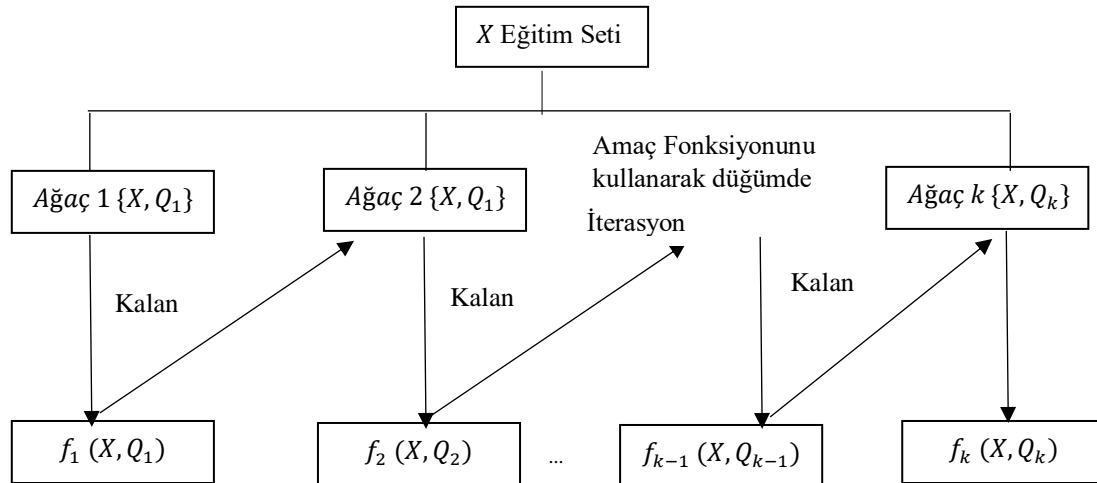 X Eğitim Seti
Amaç Fonksiyonunu
kullanarak düğümde
İterasyon
Ağaç 1 {X, Q₁}
Ağaç 2 {X, Q₁}
Ağaç k {X, Qₖ}
Kalan
Kalan
Kalan
f₁ (X, Q₁)
f₂ (X, Q₂)
...
fₖ₋₁ (X, Qₖ₋₁)
fₖ (X, Qₖ)